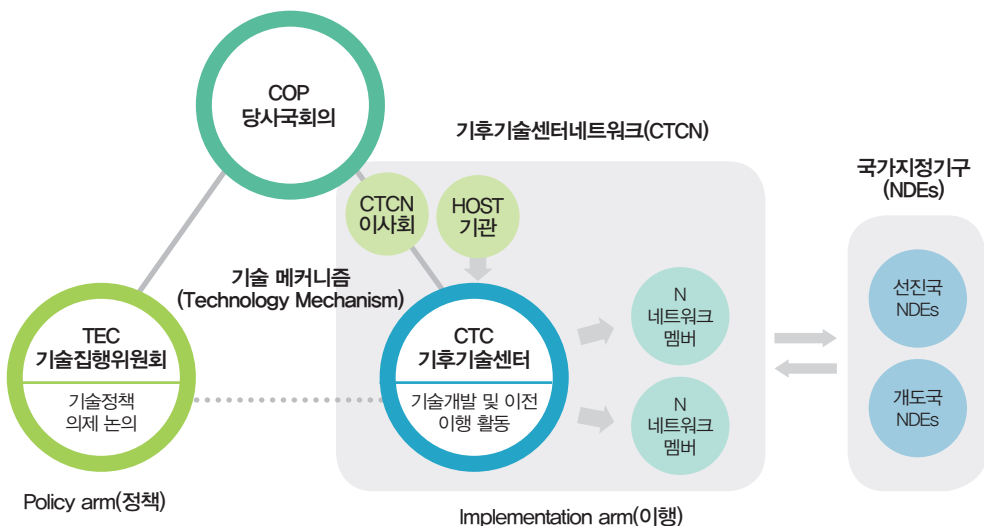 COP
당사국회의
기후기술센터네트워크(CTCN)
국가지정기구
(NDEs)
CTCN
이사회
HOST
기관
기술 메커니즘
(Technology Mechanism)
TEC
기술집행위원회
기술정책
의제 논의
CTC
기후기술센터
기술개발 및 이전
이행 활동
N
네트워크
멤버
N
네트워크
멤버
선진국
NDEs
개도국
NDEs
Policy arm(정책)
Implementation arm(이행)